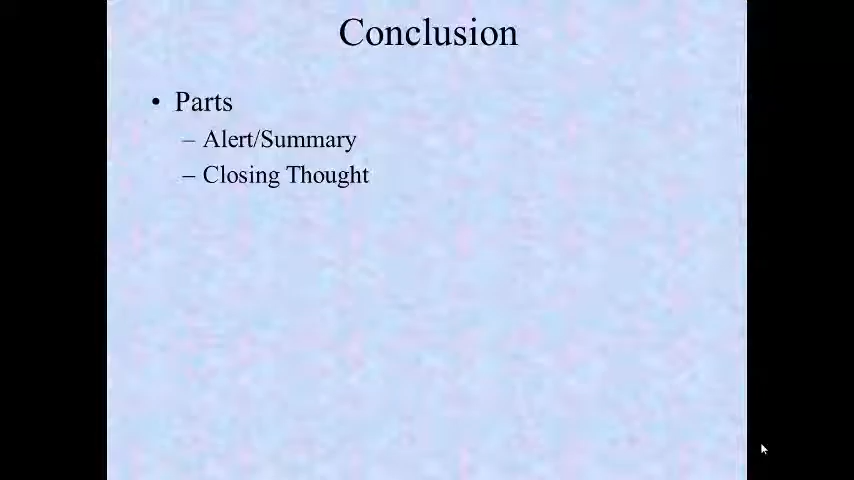 Conclusion
• Parts
– Alert/Summary
– Closing Thought